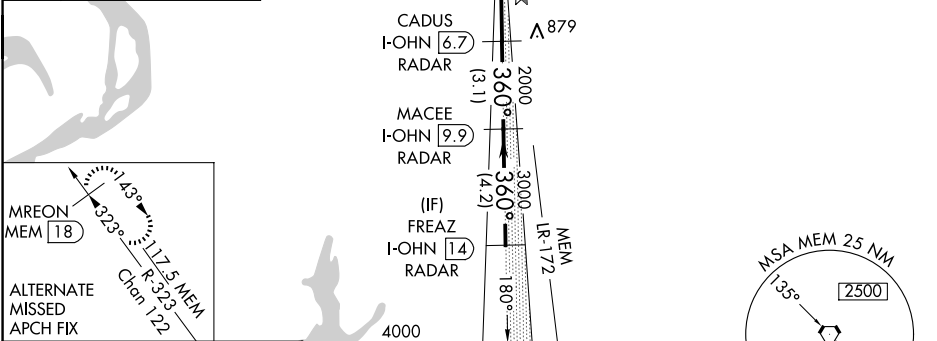 CADUS
I-OHN 6.7
RADAR
879
360°
(3.1)
2000
MACEE
I-OHN 9.9
RADAR
360°
(4.2)
3000
(IF)
FREAZ
I-OHN 14
RADAR
MEM
LR-172
180°
4000
MREON
MEM 18
143°
323°
117.5 MEM
R-323
Chan 122
ALTERNATE
MISSED
APCH FIX
MSA MEM 25 NM
135°
2500